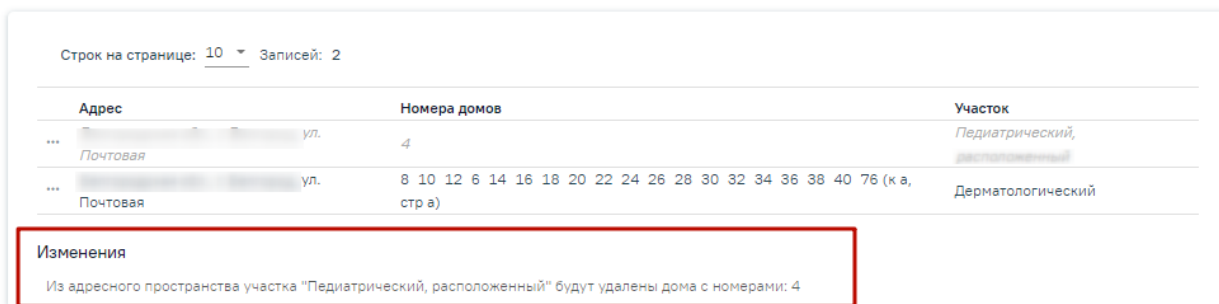 Строк на странице: 10 Записей: 2
Адрес Номера домов Участок
ул. Почтовая 4 Педиатрический,
ул. Почтовая 8 10 12 6 14 16 18 20 22 24 26 28 30 32 34 36 38 40 76 (к а, стр а) Дерматологический
Изменения
Из адресного пространства участка "Педиатрический, расположенный" будут удалены дома с номерами: 4